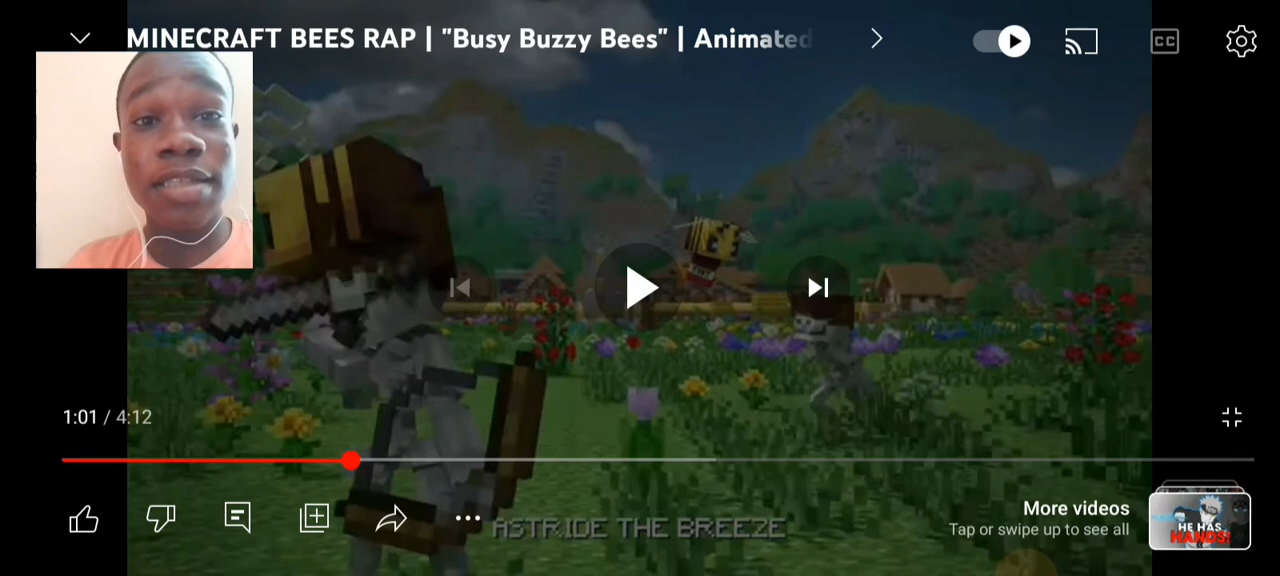 MINECRAFT BEES RAP | "Busy Buzzy Bees" | Animated
CC
1:01 / 4:12
ASTRIDE THE BREEZE
More videos
Tap or swipe up to see all
HE HAS
HANDS!